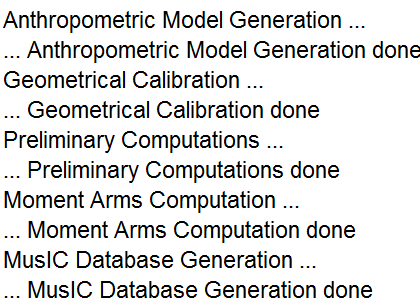 Anthropometric Model Generation ...
... Anthropometric Model Generation done
Geometrical Calibration ...
... Geometrical Calibration done
Preliminary Computations ...
... Preliminary Computations done
Moment Arms Computation ...
... Moment Arms Computation done
MusIC Database Generation ...
... MusIC Database Generation done